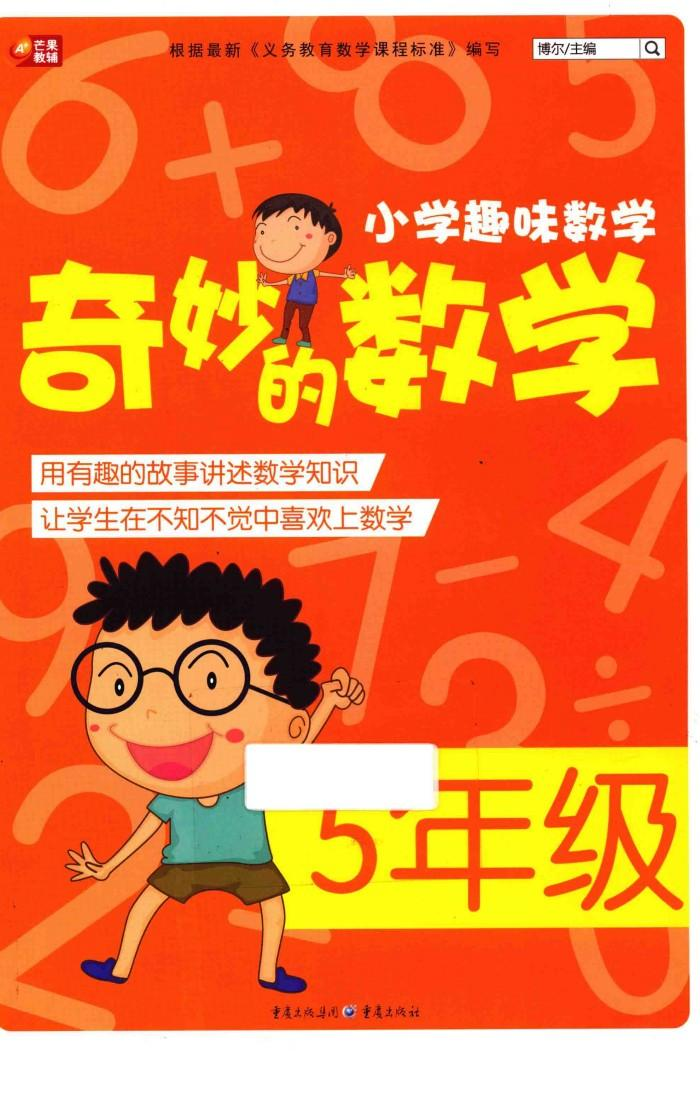 芒果
教辅
根据最新《义务教育数学课程标准》编写
博尔/主编
小学趣味数学
奇妙的数学
用有趣的故事讲述数学知识
让学生在不知不觉中喜欢上数学
5年级
重庆出版集团 重庆出版社